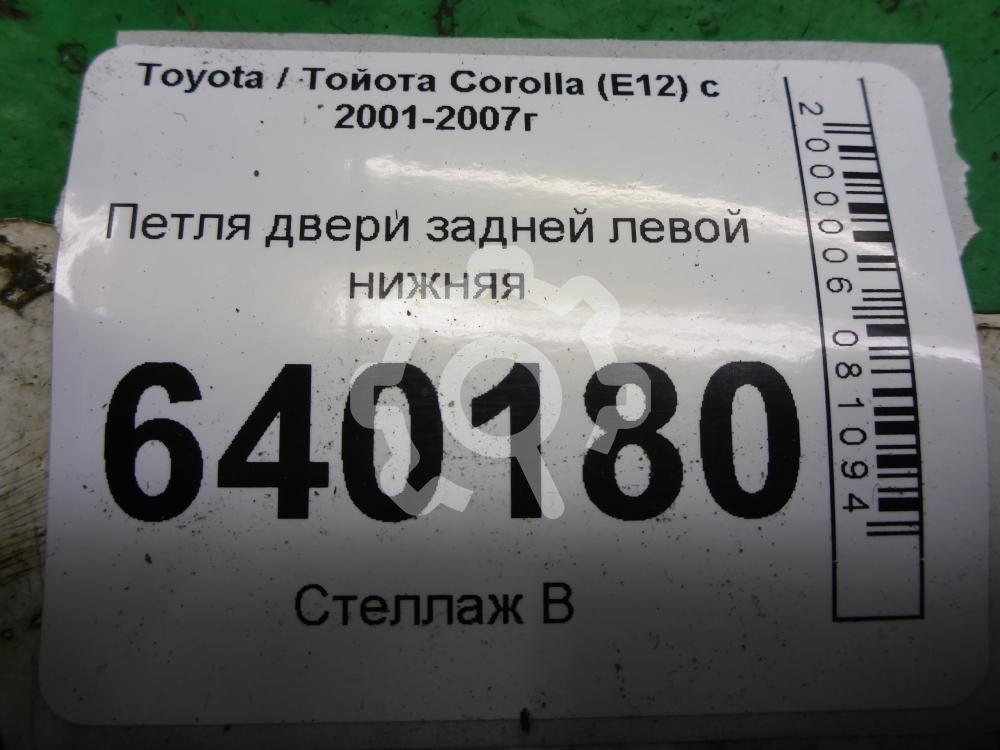 Toyota / Тойота Corolla (E12) с
2001-2007г
Петля двери задней левой
нижняя
640180
Стеллаж B
2000006081094